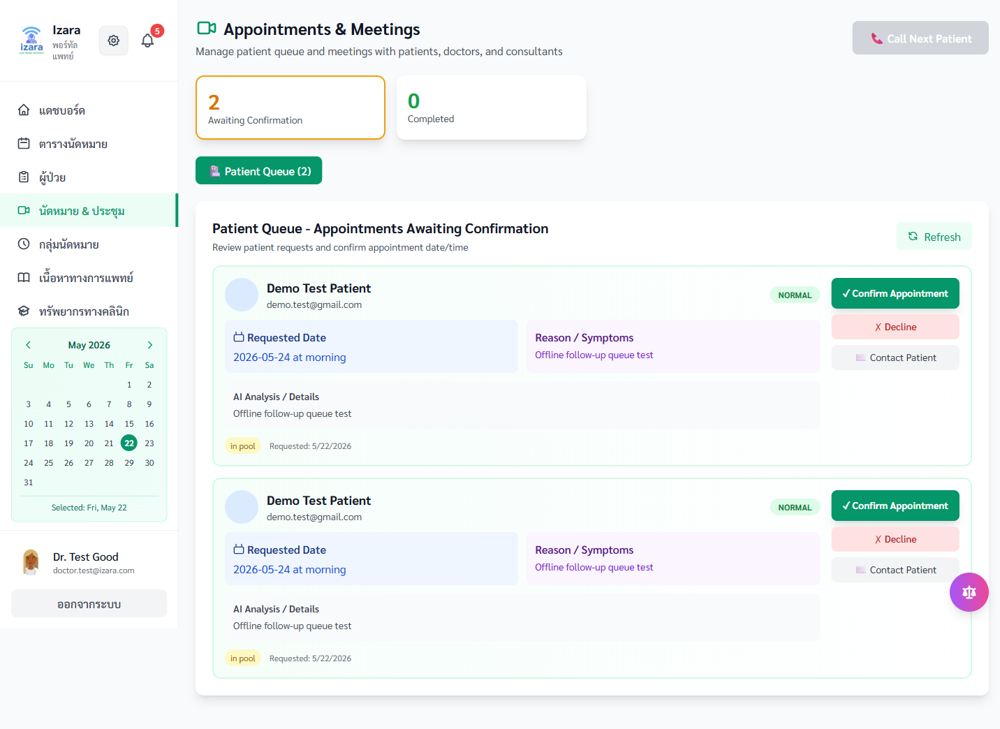 izara
Izara
พอร์ทัล
แพทย์
5
แดชบอร์ด
ตารางนัดหมาย
ผู้ป่วย
นัดหมาย & ประชุม
กลุ่มนัดหมาย
เนื้อหาทางการแพทย์
ทรัพยากรทางคลินิก
May 2026
Su Mo Tu We Th Fr Sa
1 2
3 4 5 6 7 8 9
10 11 12 13 14 15 16
17 18 19 20 21 22 23
24 25 26 27 28 29 30
31
Selected: Fri, May 22
Dr. Test Good
doctor.test@izara.com
ออกจากระบบ
Appointments & Meetings
Manage patient queue and meetings with patients, doctors, and consultants
Call Next Patient
2
Awaiting Confirmation
0
Completed
Patient Queue (2)
Patient Queue - Appointments Awaiting Confirmation
Review patient requests and confirm appointment date/time
Refresh
Demo Test Patient
demo.test@gmail.com
NORMAL
✓ Confirm Appointment
✗ Decline
Contact Patient
Requested Date
2026-05-24 at morning
Reason / Symptoms
Offline follow-up queue test
AI Analysis / Details
Offline follow-up queue test
in pool
Requested: 5/22/2026
Demo Test Patient
demo.test@gmail.com
NORMAL
✓ Confirm Appointment
✗ Decline
Contact Patient
Requested Date
2026-05-24 at morning
Reason / Symptoms
Offline follow-up queue test
AI Analysis / Details
Offline follow-up queue test
in pool
Requested: 5/22/2026